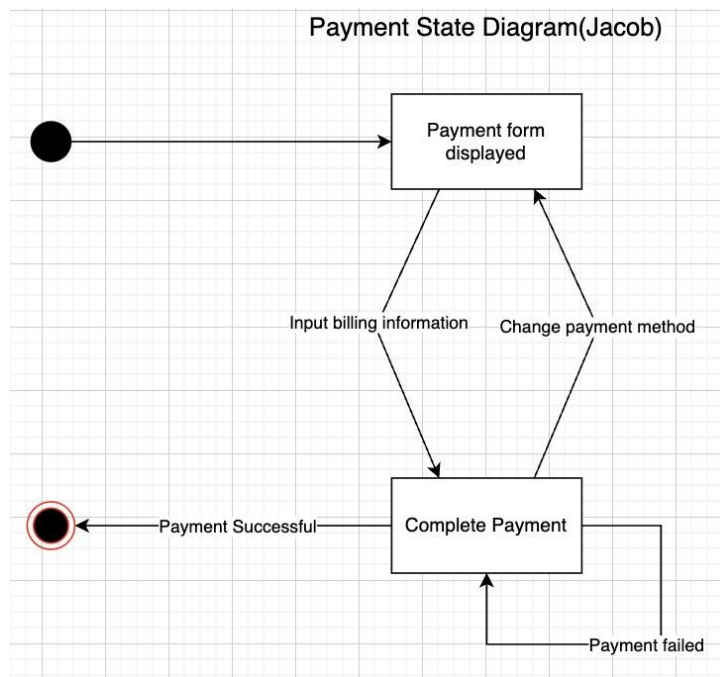 Payment State Diagram(Jacob)
Payment form
displayed
Input billing information
Change payment method
Payment Successful
Complete Payment
Payment failed